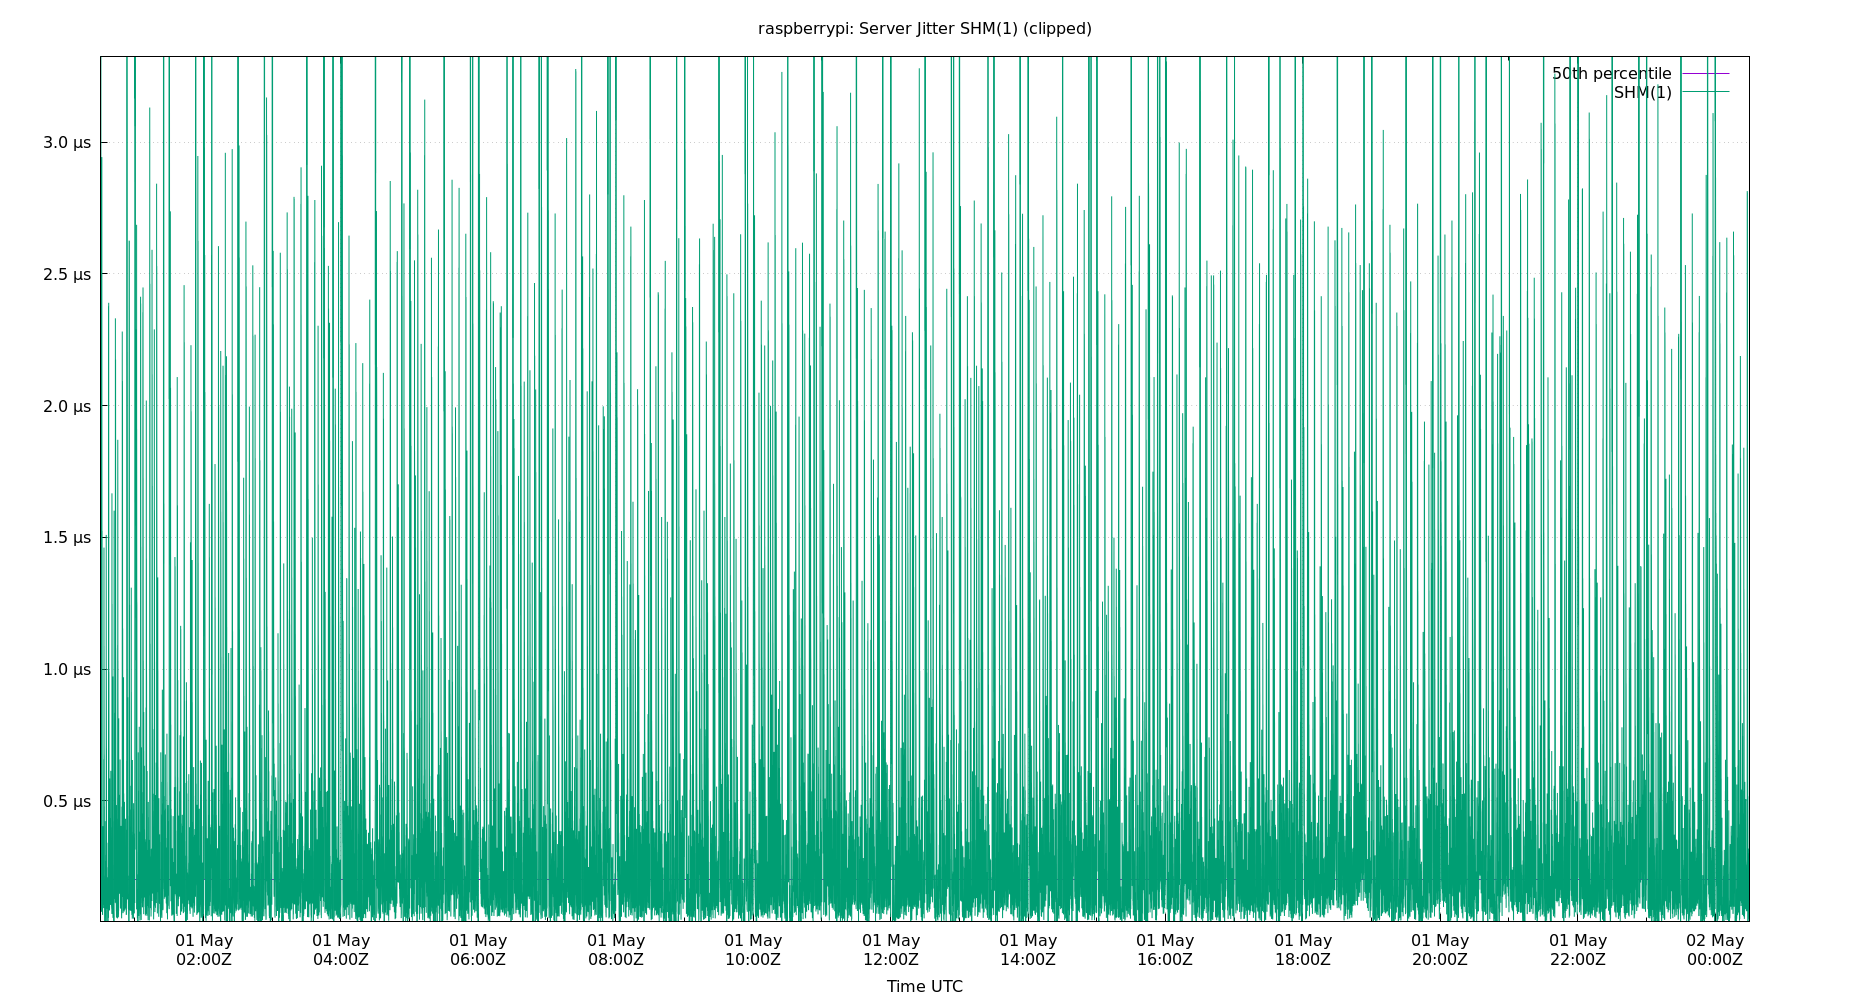 raspberrypi: Server Jitter SHM(1) (clipped)
50th percentile
SHM(1)
3.0 µs
2.5 µs
2.0 µs
1.5 µs
1.0 µs
0.5 µs
01 May 01 May 01 May 01 May 01 May 01 May 01 May 01 May 01 May 01 May 01 May 02 May
02:00Z 04:00Z 06:00Z 08:00Z 10:00Z 12:00Z 14:00Z 16:00Z 18:00Z 20:00Z 22:00Z 00:00Z
Time UTC